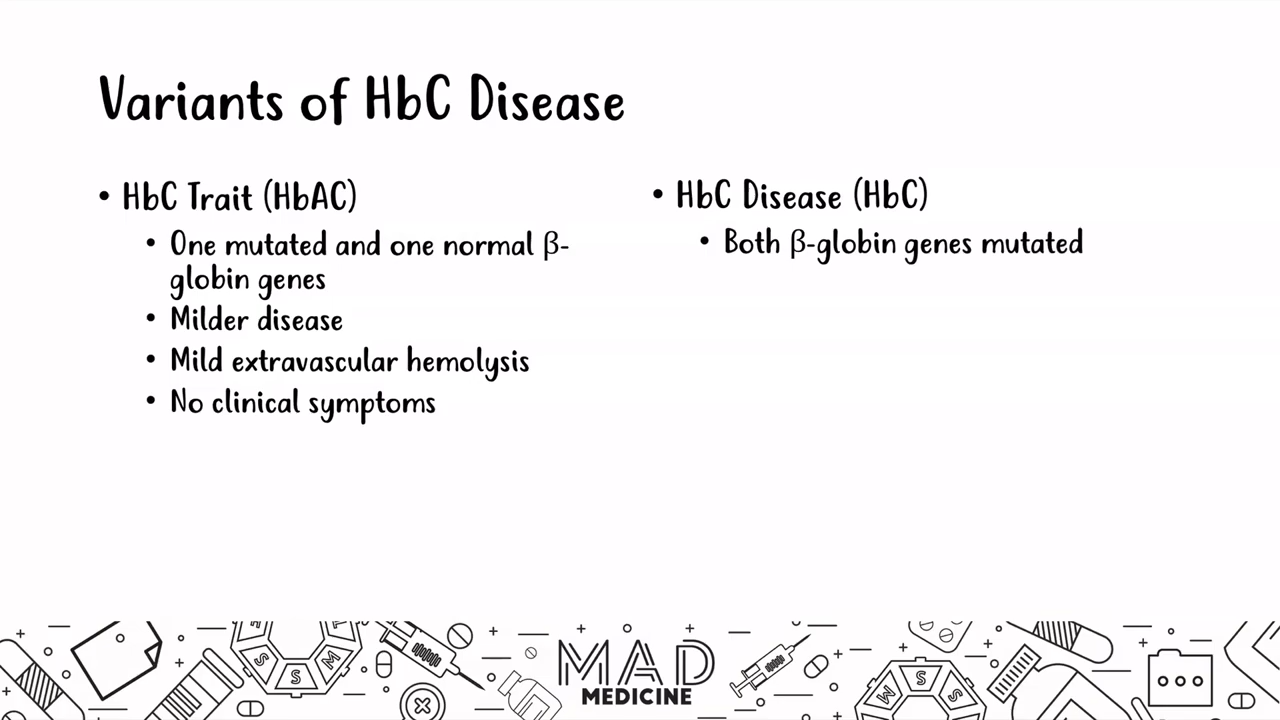 Variants of HbC Disease
• HbC Trait (HbAC)
• One mutated and one normal β-
globin genes
• Milder disease
• Mild extravascular hemolysis
• No clinical symptoms
• HbC Disease (HbC)
• Both β-globin genes mutated
S
S
M
MAD
MEDICINE
M
S
S